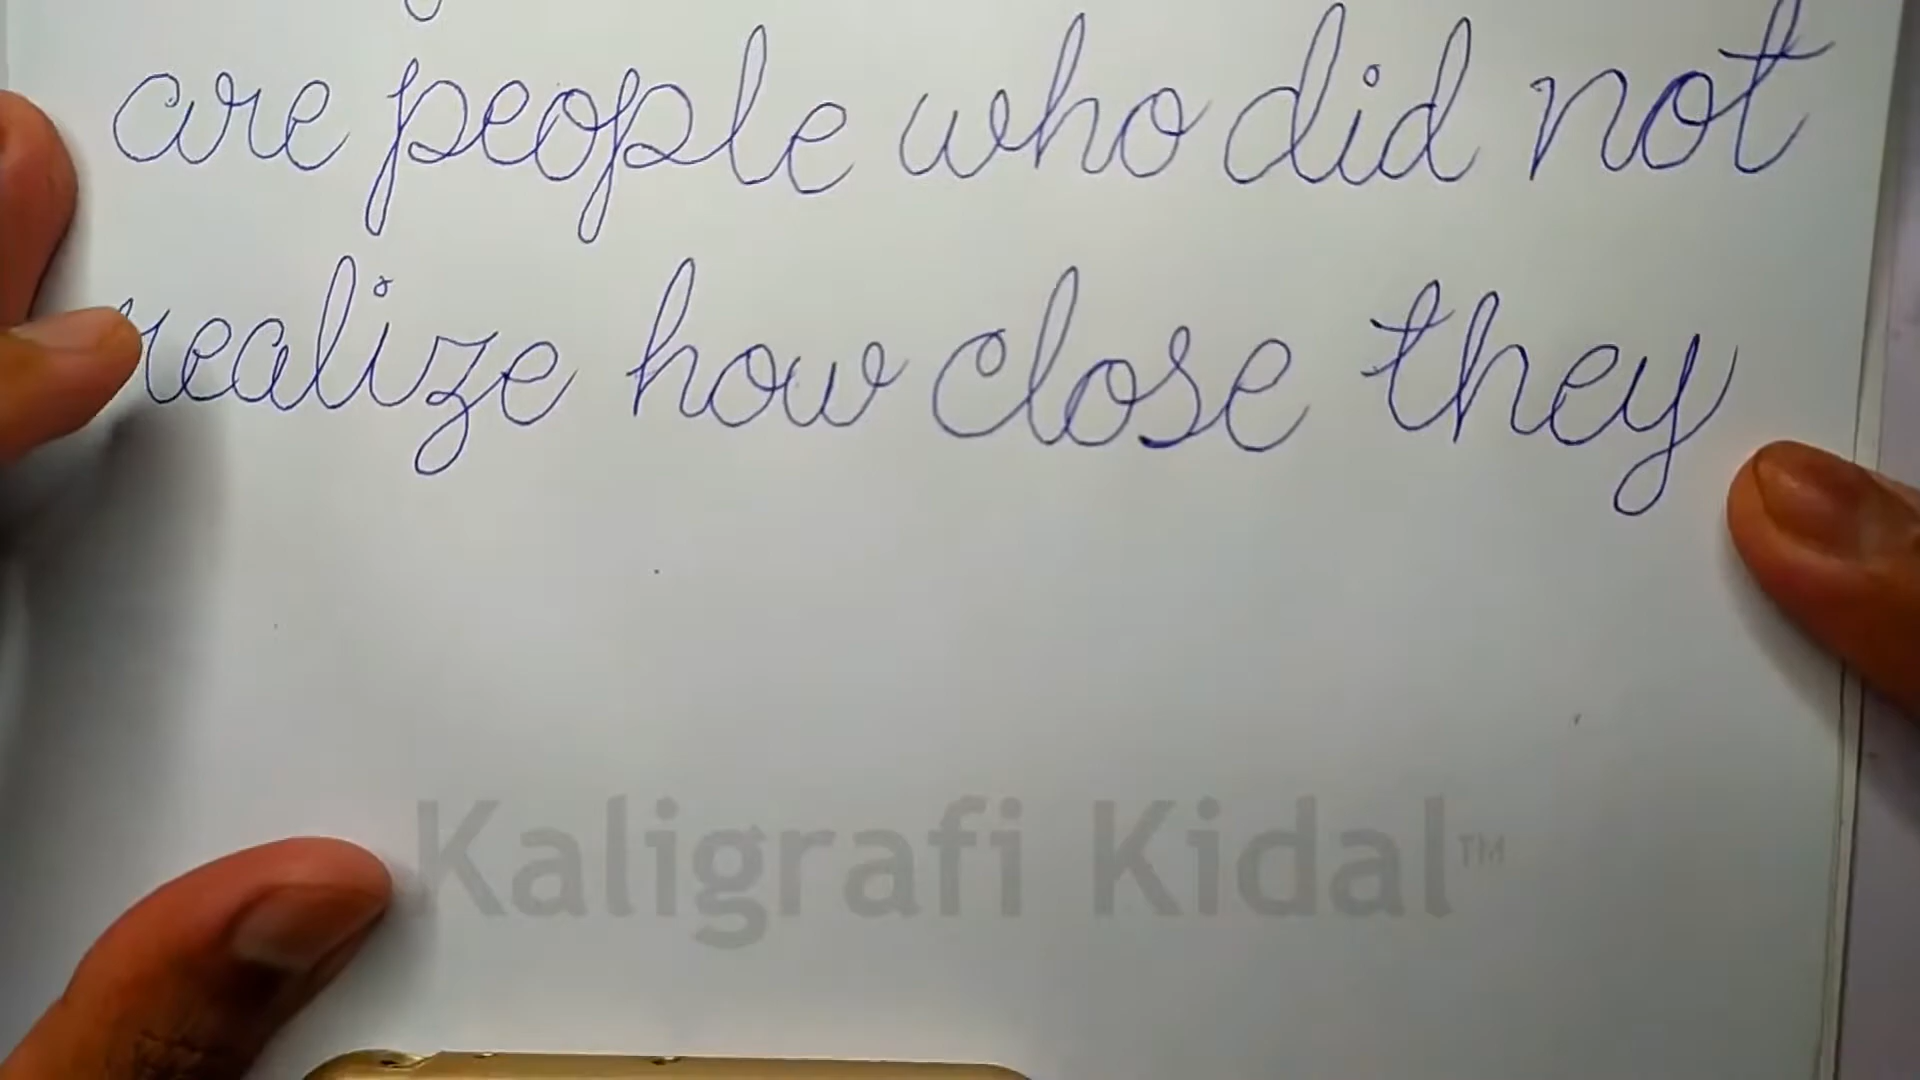 are people who did not
realize how close they
Kaligrafi Kidal™